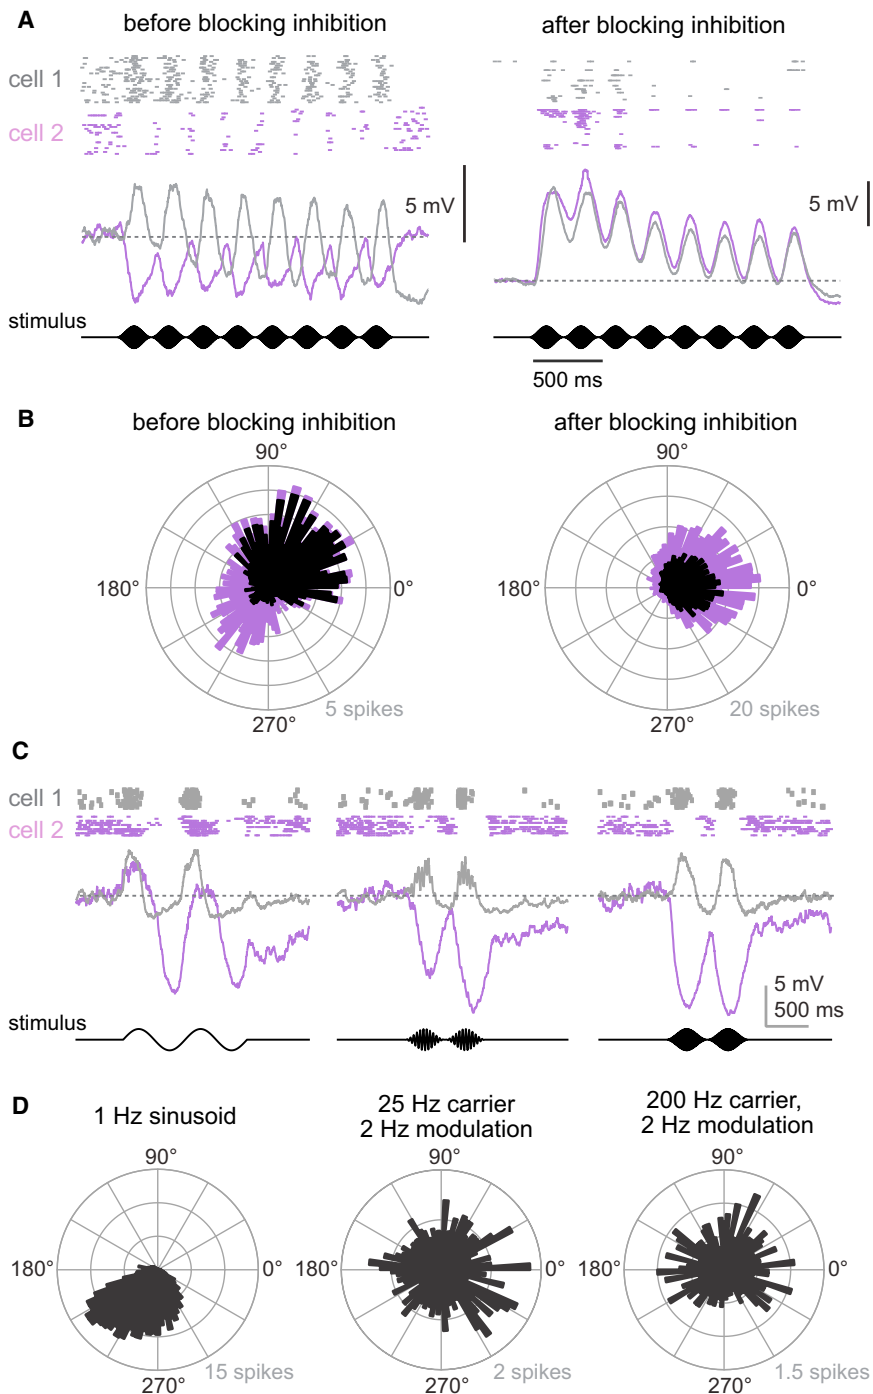 A
before blocking inhibition
after blocking inhibition
cell 1
cell 2
5 mV
5 mV
stimulus
500 ms
B
before blocking inhibition
after blocking inhibition
90°
90°
180°
0°
180°
0°
5 spikes
20 spikes
270°
270°
C
cell 1
cell 2
5 mV
500 ms
stimulus
D
1 Hz sinusoid
25 Hz carrier
2 Hz modulation
200 Hz carrier,
2 Hz modulation
90°
90°
90°
180°
0°
180°
0°
180°
0°
15 spikes
2 spikes
1.5 spikes
270°
270°
270°